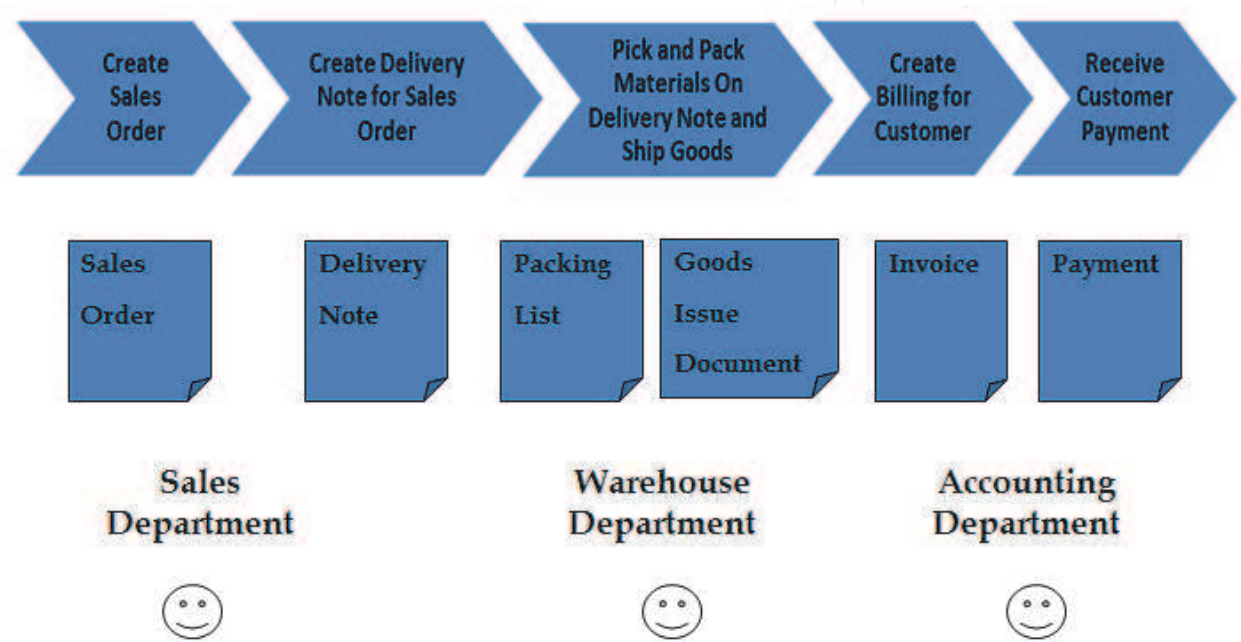 Create
Sales
Order
Create Delivery
Note for Sales
Order
Pick and Pack
Materials On
Delivery Note and
Ship Goods
Create
Billing for
Customer
Receive
Customer
Payment
Sales
Order
Delivery
Note
Packing
List
Goods
Issue
Document
Invoice
Payment
Sales
Department
Warehouse
Department
Accounting
Department